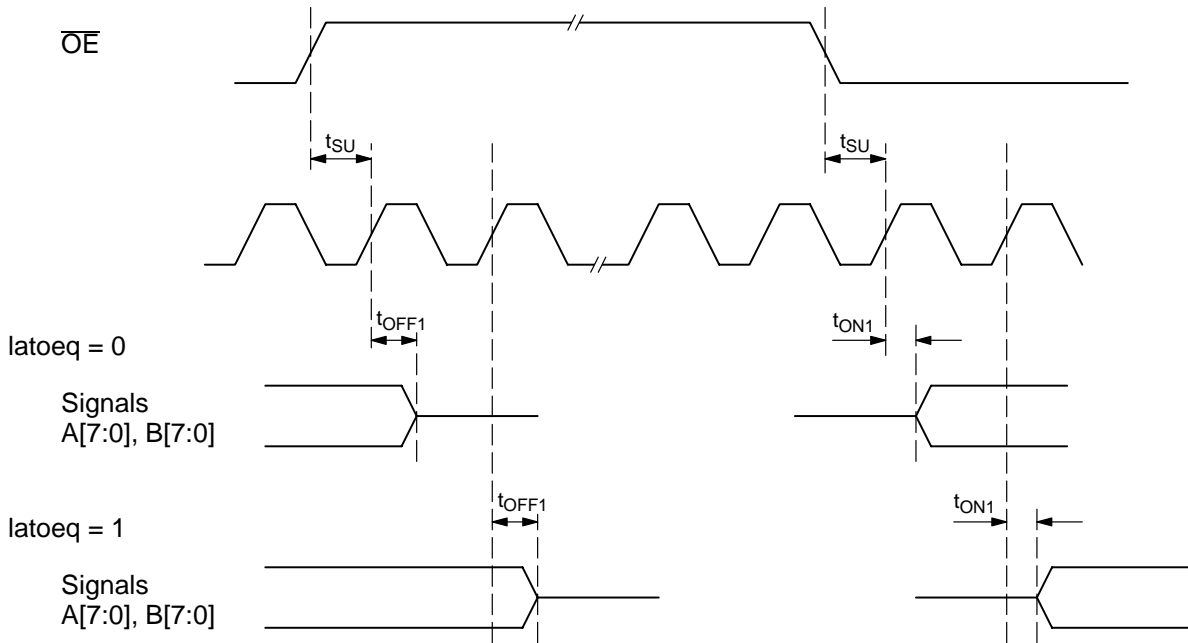 O̅E̅
tSU tSU
tOFF1 tON1
latoeq = 0
Signals
A[7:0], B[7:0]
tOFF1 tON1
latoeq = 1
Signals
A[7:0], B[7:0]